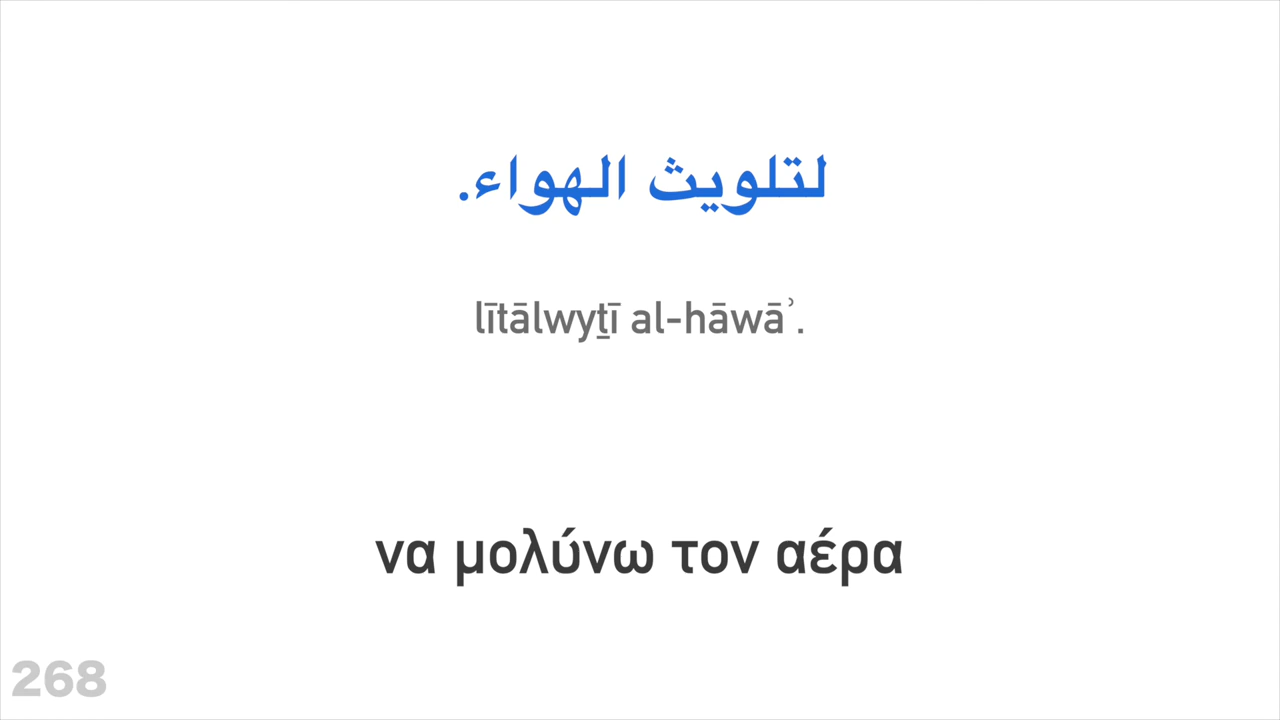 لتلويث الهواء.
lītālwyṯī al-hāwāʾ.
να μολύνω τον αέρα
268